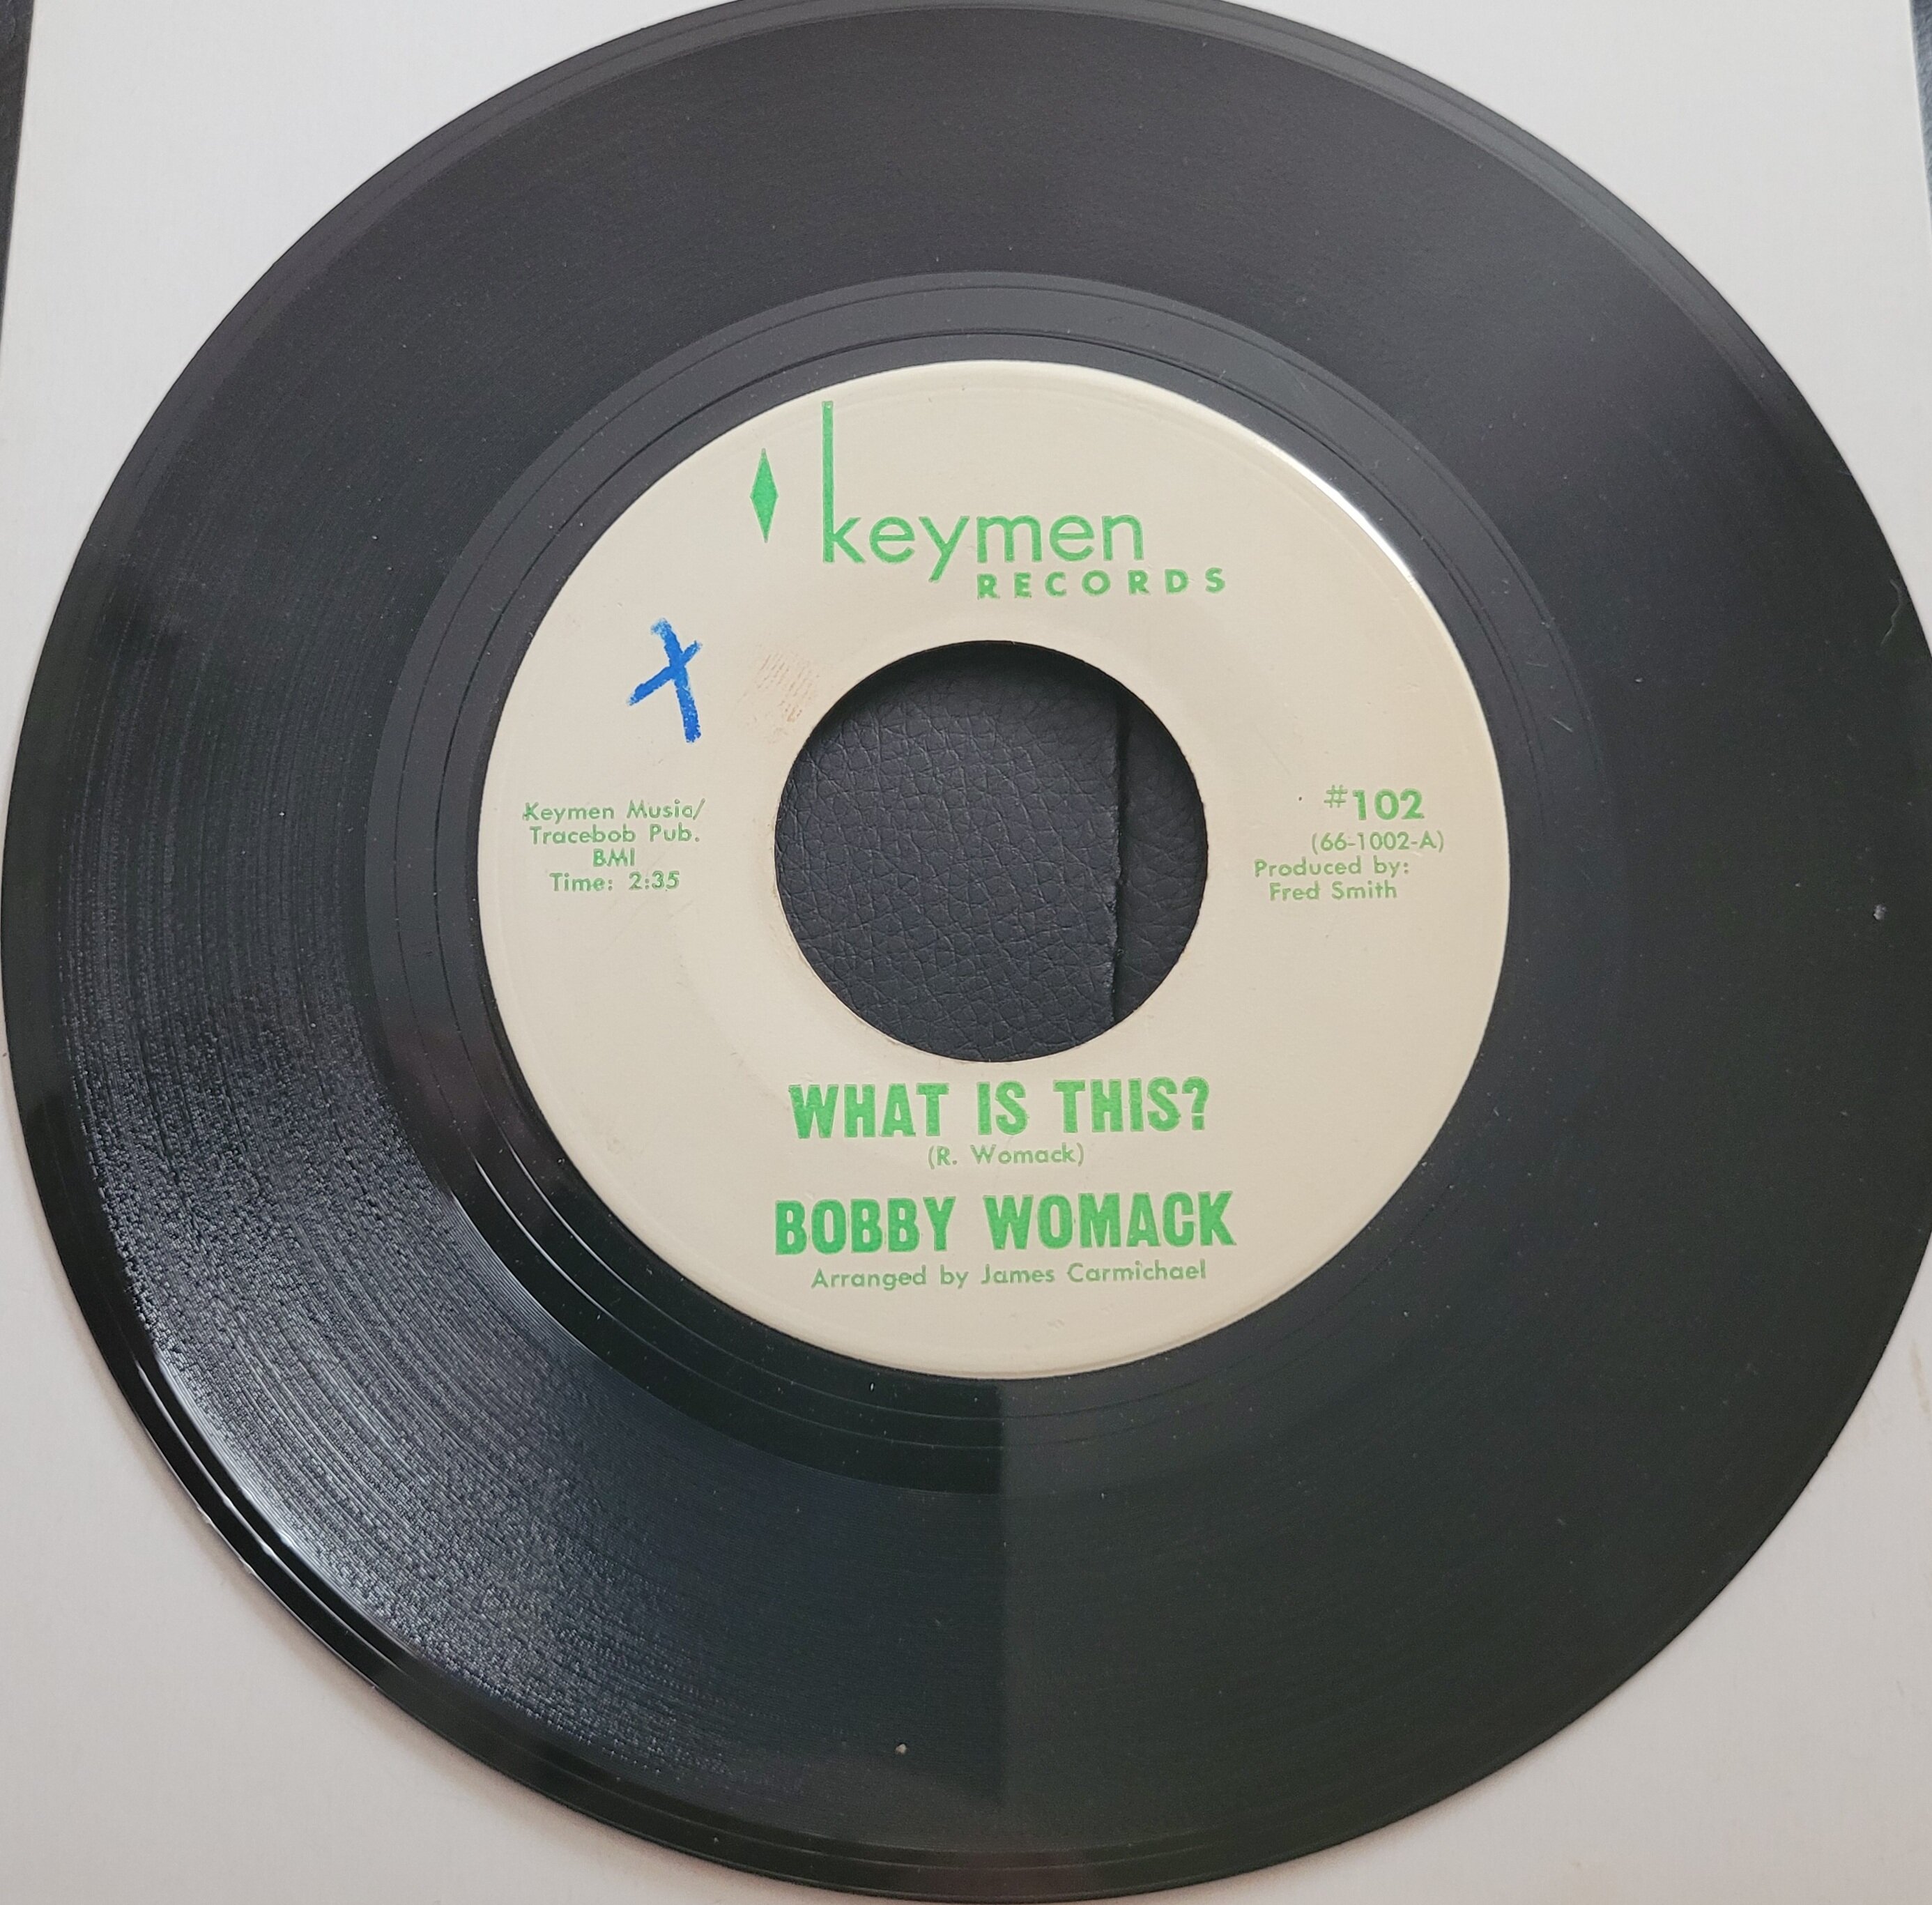 keymen
RECORDS
X
Keymen Music/
Tracebob Pub.
BMI
Time: 2:35
#102
(66-1002-A)
Produced by:
Fred Smith
WHAT IS THIS?
(R. Womack)
BOBBY WOMACK
Arranged by James Carmichael